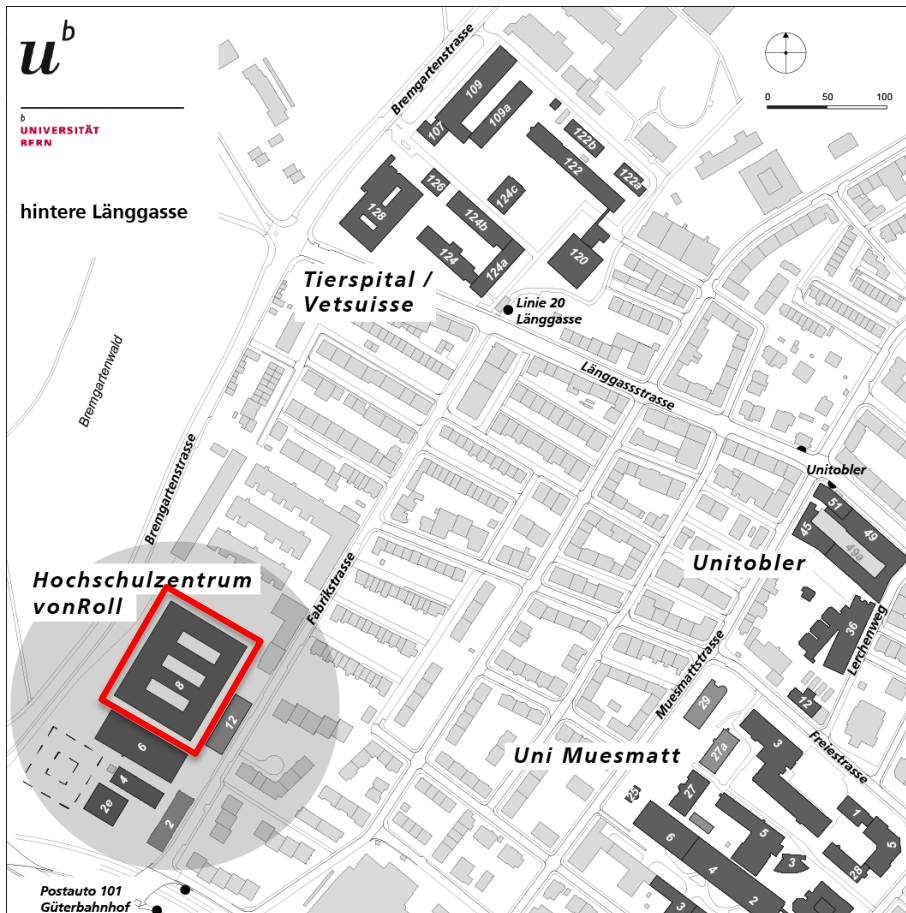 u b
b
UNIVERSITÄT
BERN
hintere Länggasse
0 50 100
Bremgartenstrasse
109
109a
107
122b
122
122a
126
124c
128
124b
124
124a
120
Tierspital /
Vetsuisse
Linie 20
Länggasse
Länggassstrasse
Bremgartenwald
Bremgartenstrasse
Unitobler
51
45
49
49a
Unitobler
36
Lerchenweg
12
Hochschulzentrum
vonRoll
Fabrikstrasse
8
12
6
4
2e
2
Muesmattstrasse
29
Uni Muesmatt
27a
3
Freiestrasse
27
25
1
5
5
6
3
28
4
3
2
Postauto 101
Güterbahnhof